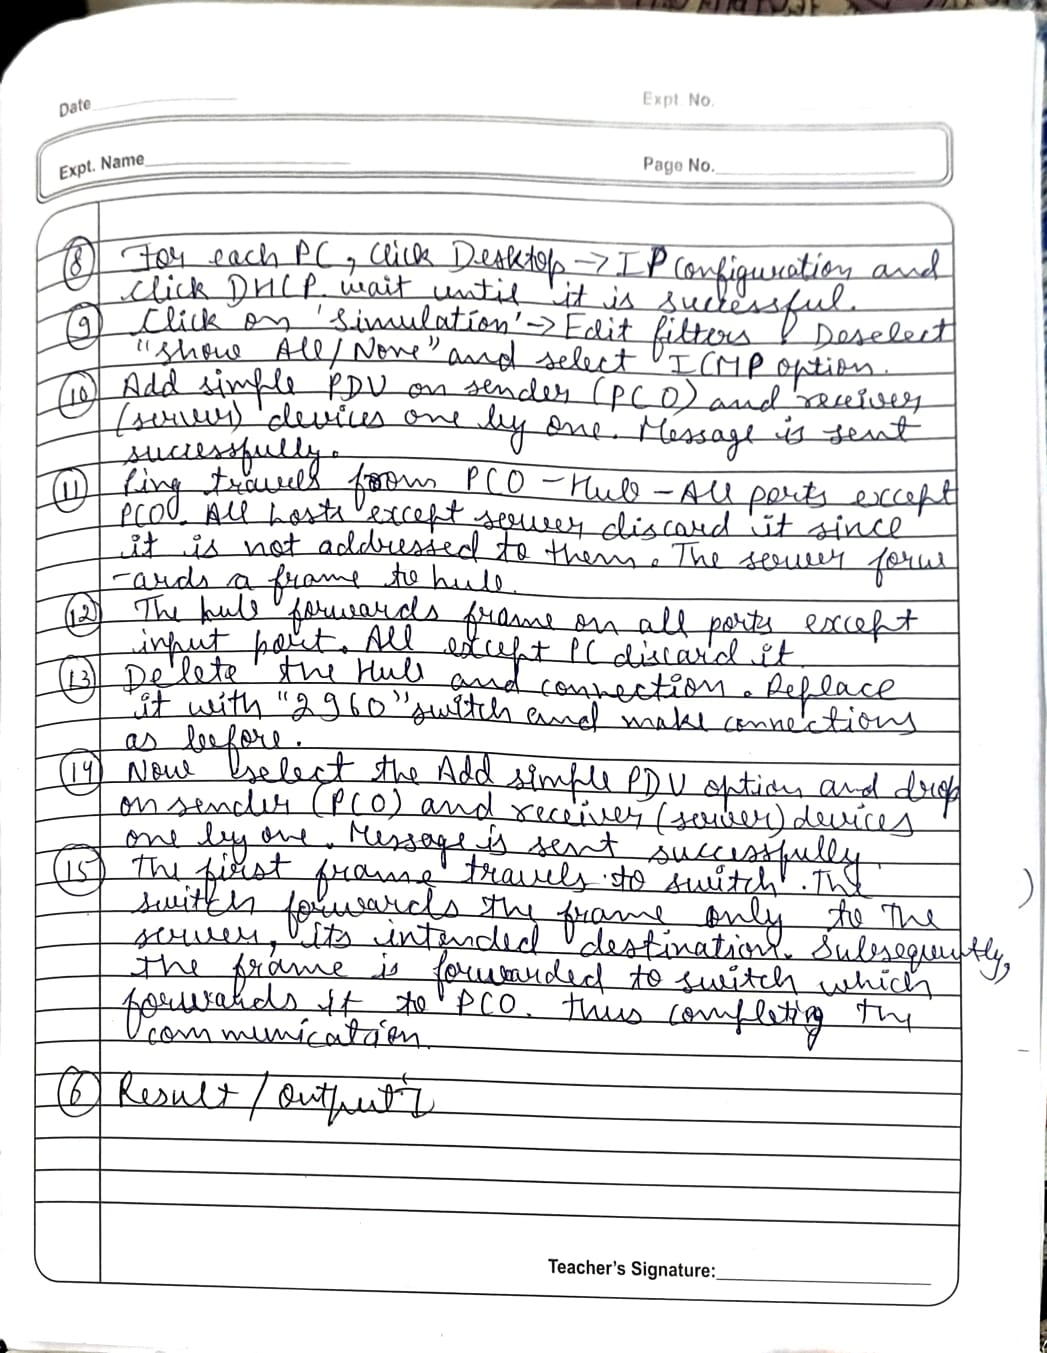 Date
Expt. No.
Expt. Name
Page No.
⑧ For each PC, Click Desktop → IP configuration and
click DHCP. wait until it is successful.
⑨ Click on 'Simulation' → Edit filters. Deselect
"show All/None" and select ICMP option.
⑩ Add simple PDU on sender (PC0) and receiver
(server) devices one by one. Message is sent
successfully.
⑪ Ping travels from PC0 - Hub - All ports except
PC0. All hosts except server discard it since
it is not addressed to them. The server forw
-ards a frame to hub.
⑫ The hub forwards frame on all ports except
input port. All except PC discard it.
⑬ Delete the Hub and connection. Replace
it with "2960" switch and make connections
as before.
⑭ Now select the Add simple PDU option and drop
on sender (PC0) and receiver (server) devices
one by one. Message is sent successfully.
⑮ The first frame travels to switch. The
switch forwards the frame only to the
server, its intended destination. Subsequently,
the frame is forwarded to switch which
forwards it to PC0. Thus completing the
communication.
⑥ Result / Output
Teacher's Signature: